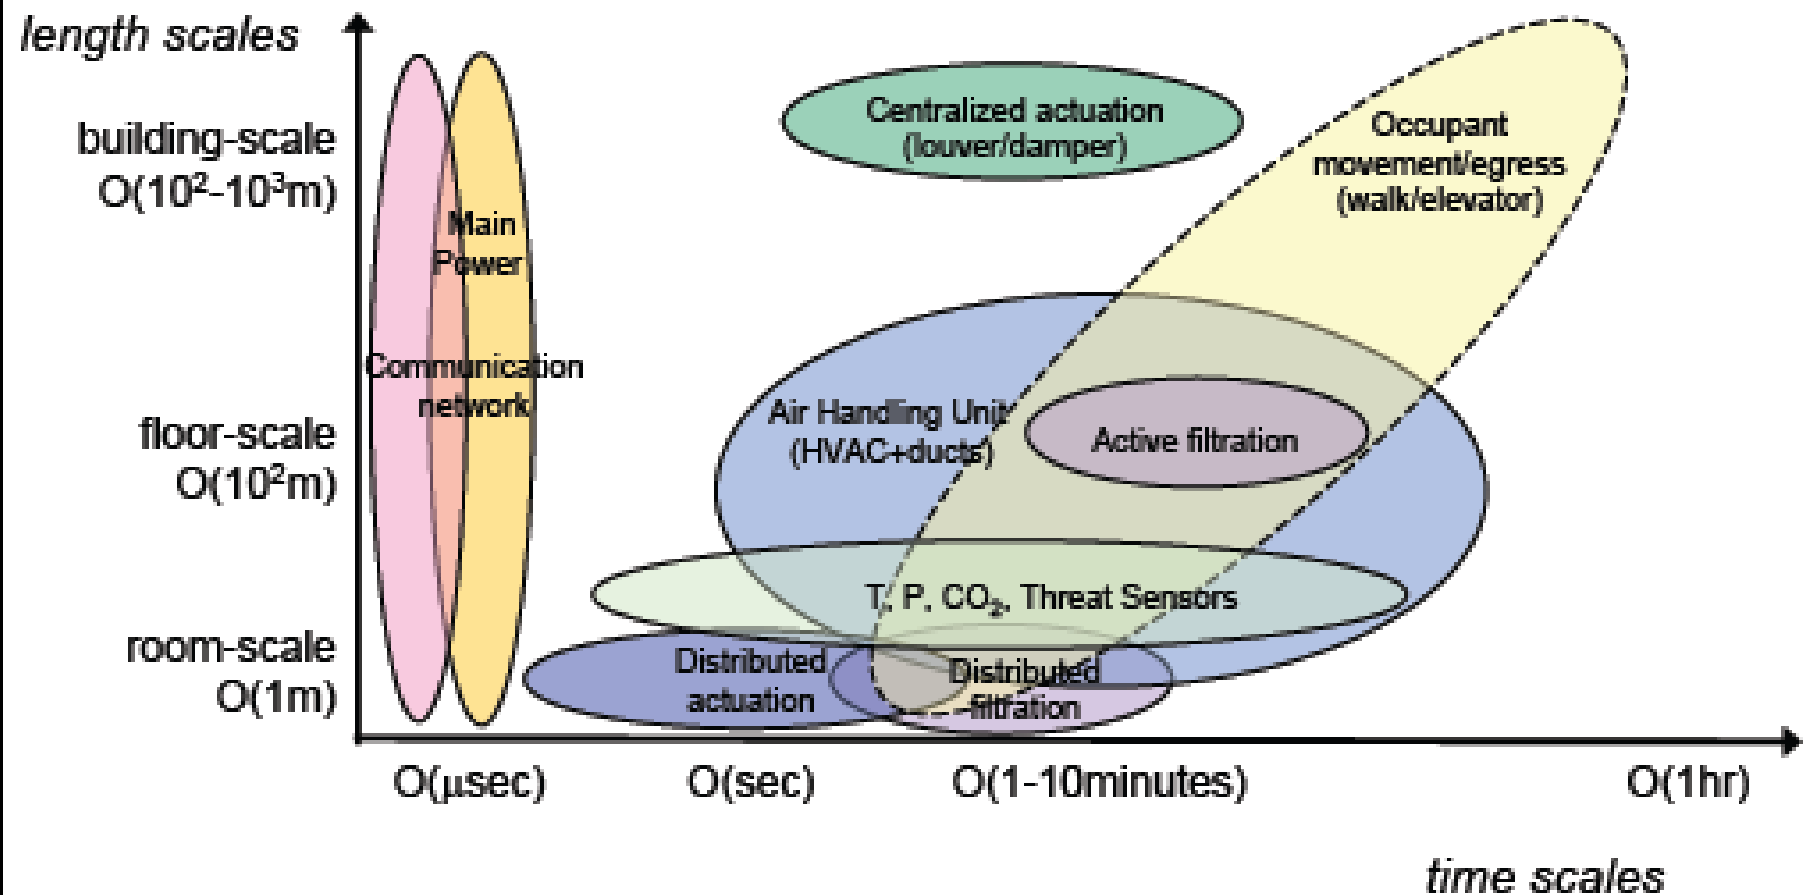 length scales
building-scale
O(10²-10³m)
floor-scale
O(10²m)
room-scale
O(1m)
Main
Power
Communication
network
Centralized actuation
(louver/damper)
Occupant
movement/egress
(walk/elevator)
Air Handling Unit
(HVAC+ducts)
Active filtration
T, P, CO₂, Threat Sensors
Distributed
actuation
Distributed
filtration
O(μsec)
O(sec)
O(1-10minutes)
O(1hr)
time scales